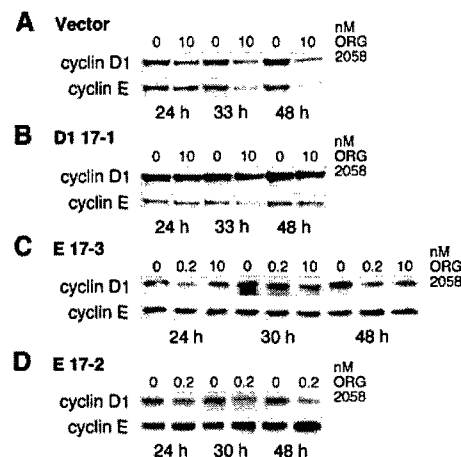 A Vector
0 10 0 10 0 10 nM
ORG
2058
cyclin D1
cyclin E
24 h 33 h 48 h
B D1 17-1
0 10 0 10 0 10 nM
ORG
2058
cyclin D1
cyclin E
24 h 33 h 48 h
C E 17-3
0 0.2 10 0 0.2 10 0 0.2 10 nM
ORG
2058
cyclin D1
cyclin E
24 h 30 h 48 h
D E 17-2
0 0.2 0 0.2 0 0.2 nM
ORG
2058
cyclin D1
cyclin E
24 h 30 h 48 h